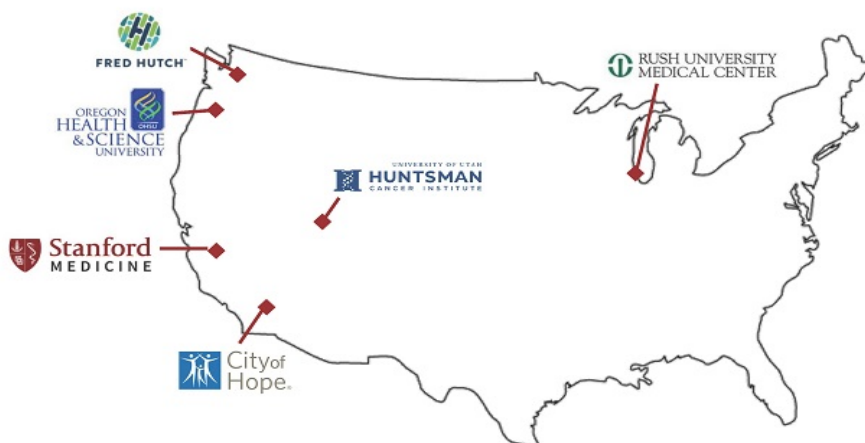 FRED HUTCH
OREGON
HEALTH
& SCIENCE
UNIVERSITY
OHSU
RUSH UNIVERSITY
MEDICAL CENTER
UNIVERSITY OF UTAH
HUNTSMAN
CANCER INSTITUTE
Stanford
MEDICINE
City of
Hope